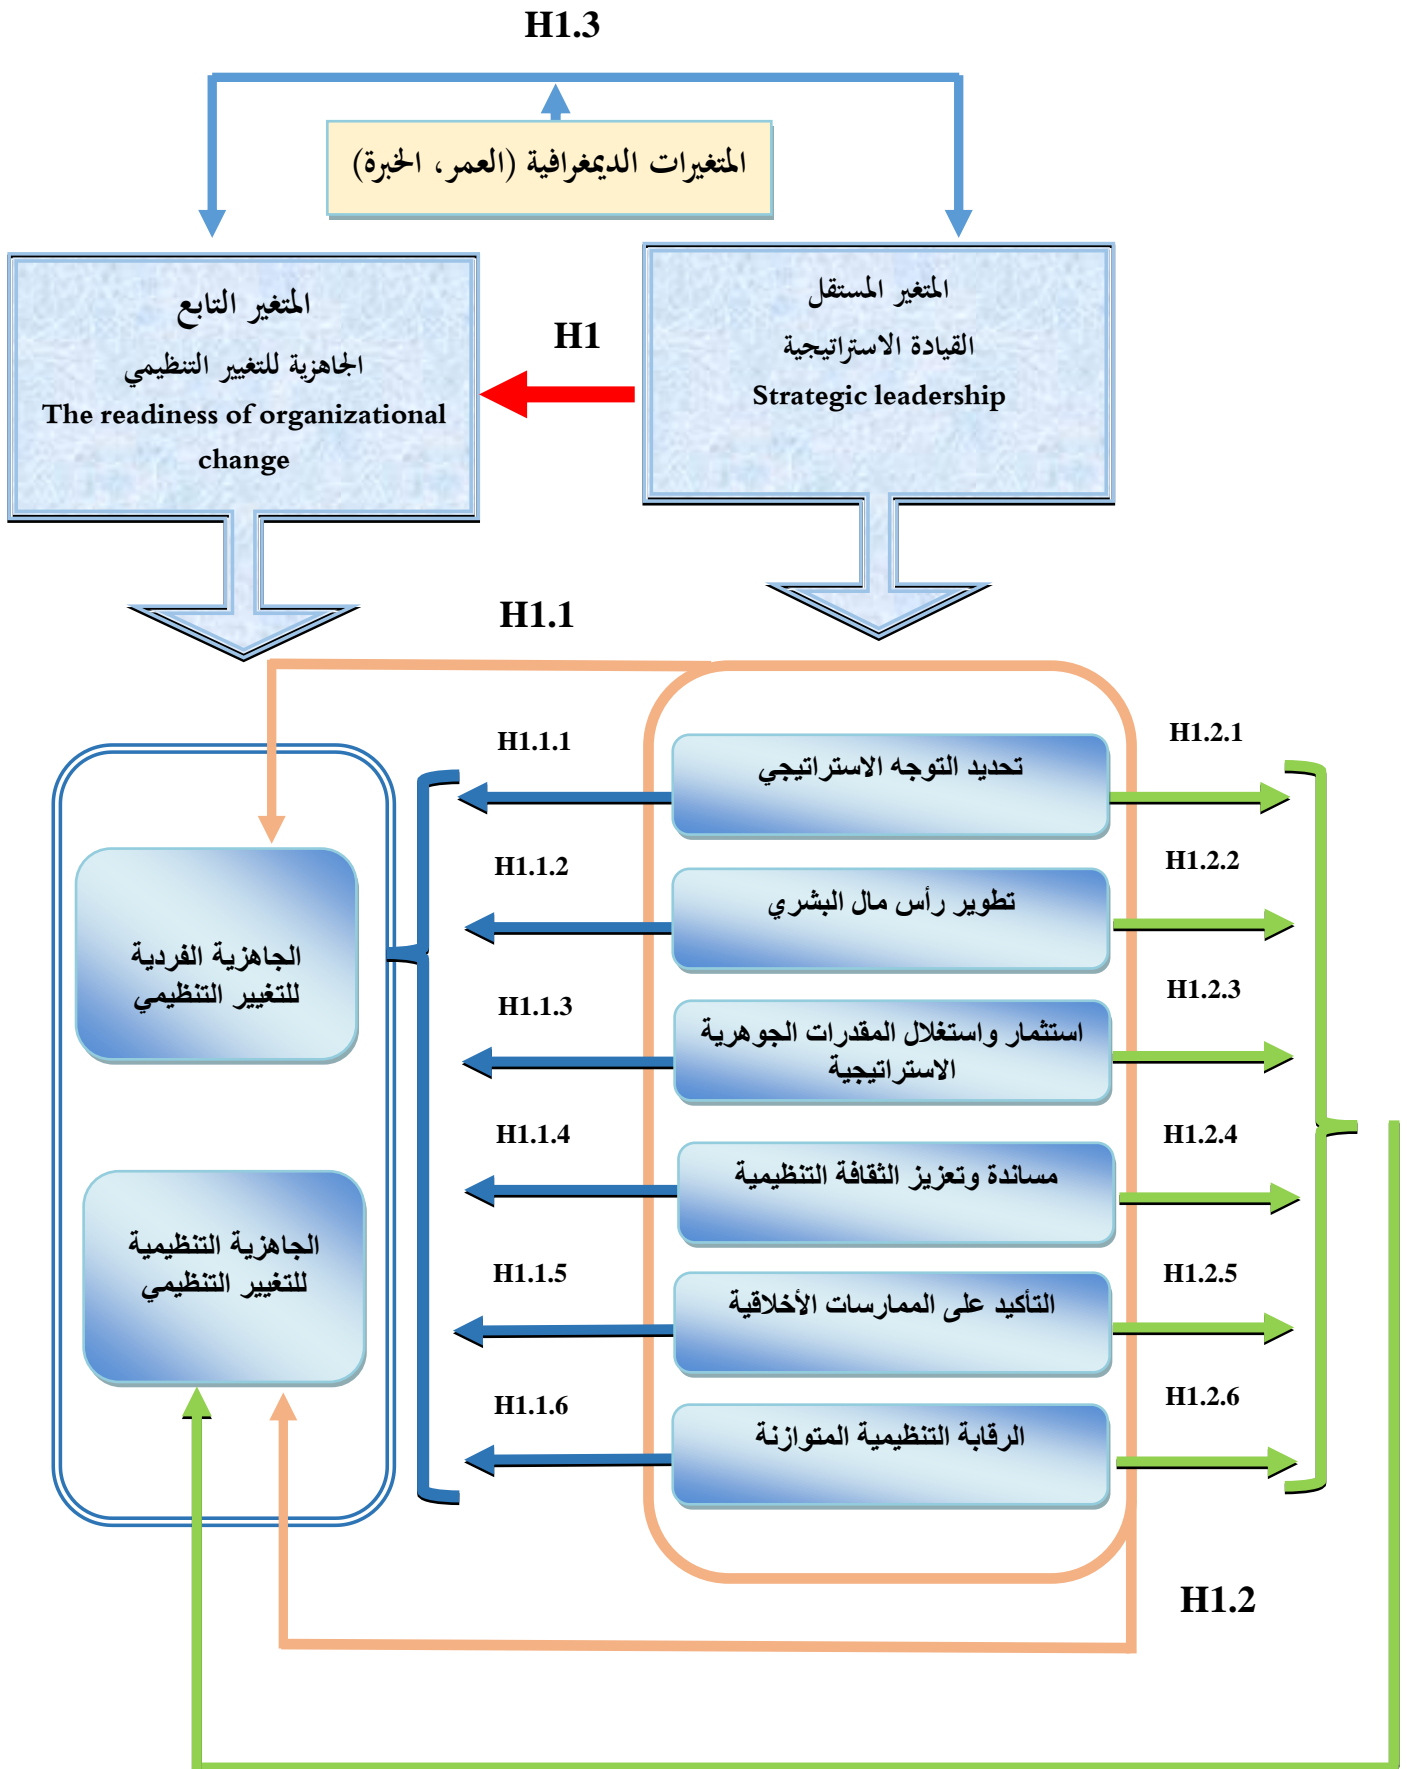 H1.3
المتغيرات الديمغرافية (العمر، الخبرة)
المتغير المستقل
القيادة الاستراتيجية
Strategic leadership
H1
المتغير التابع
الجاهزية للتغيير التنظيمي
The readiness of organizational
change
H1.1
H1.2.1
تحديد التوجه الاستراتيجي
H1.1.1
H1.2.2
تطوير رأس مال البشري
H1.1.2
الجاهزية الفردية
للتغيير التنظيمي
H1.2.3
استثمار واستغلال المقدرات الجوهرية
الاستراتيجية
H1.1.3
H1.2.4
مساندة وتعزيز الثقافة التنظيمية
H1.1.4
الجاهزية التنظيمية
للتغيير التنظيمي
H1.2.5
التأكيد على الممارسات الأخلاقية
H1.1.5
H1.2.6
الرقابة التنظيمية المتوازنة
H1.1.6
H1.2